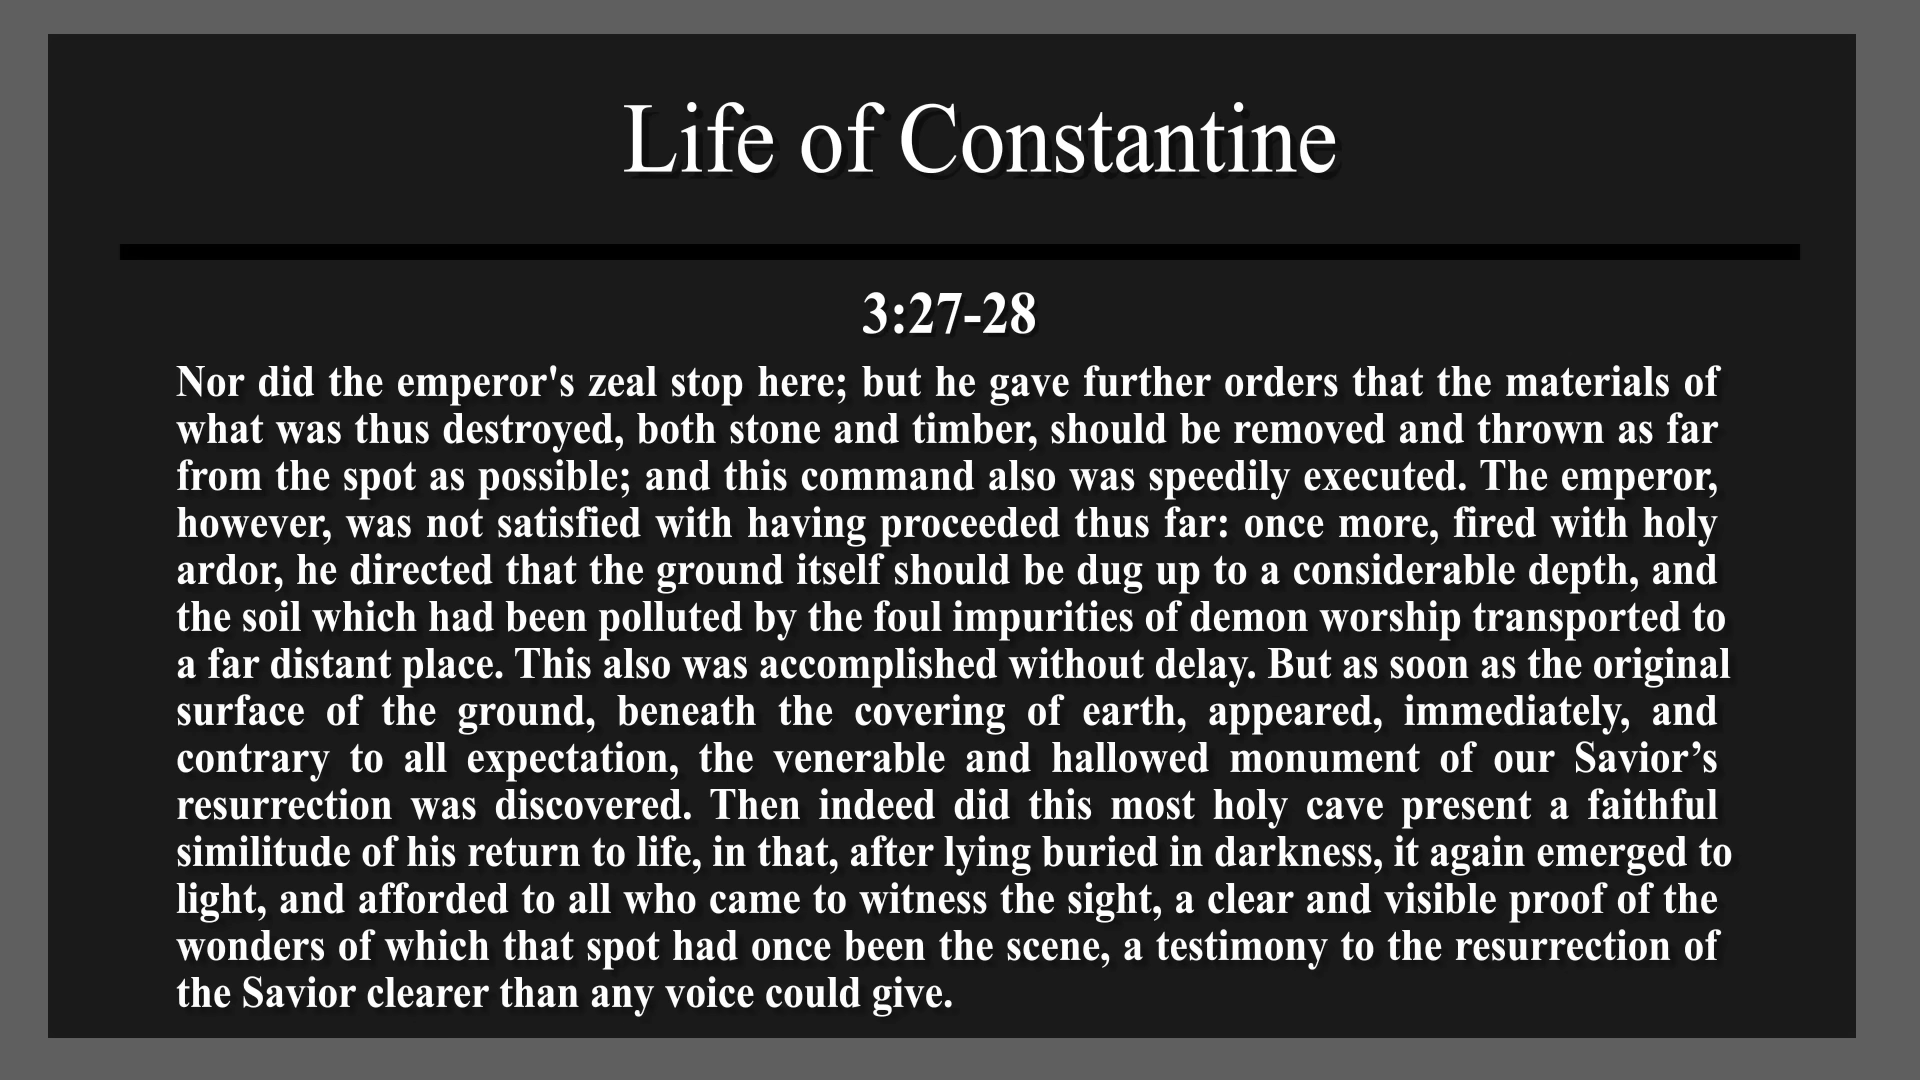 Life of Constantine
3:27-28
Nor did the emperor's zeal stop here; but he gave further orders that the materials of
what was thus destroyed, both stone and timber, should be removed and thrown as far
from the spot as possible; and this command also was speedily executed. The emperor,
however, was not satisfied with having proceeded thus far: once more, fired with holy
ardor, he directed that the ground itself should be dug up to a considerable depth, and
the soil which had been polluted by the foul impurities of demon worship transported to
a far distant place. This also was accomplished without delay. But as soon as the original
surface of the ground, beneath the covering of earth, appeared, immediately, and
contrary to all expectation, the venerable and hallowed monument of our Savior’s
resurrection was discovered. Then indeed did this most holy cave present a faithful
similitude of his return to life, in that, after lying buried in darkness, it again emerged to
light, and afforded to all who came to witness the sight, a clear and visible proof of the
wonders of which that spot had once been the scene, a testimony to the resurrection of
the Savior clearer than any voice could give.